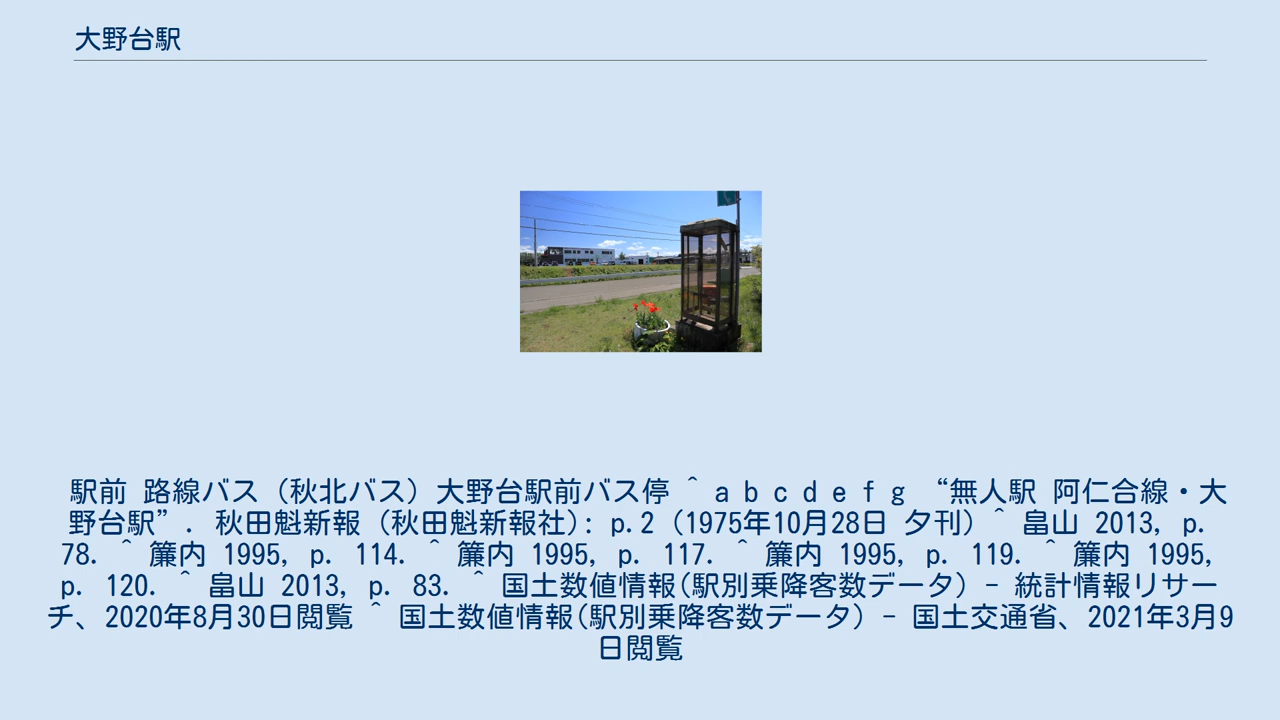 大野台駅
駅前 路線バス (秋北バス) 大野台駅前バス停 ^ a b c d e f g “無人駅 阿仁合線・大
野台駅”. 秋田魁新報 (秋田魁新報社): p.2 (1975年10月28日 夕刊) ^ 畠山 2013, p.
78. ^ 簾内 1995, p. 114. ^ 簾内 1995, p. 117. ^ 簾内 1995, p. 119. ^ 簾内 1995,
p. 120. ^ 畠山 2013, p. 83. ^ 国土数値情報(駅別乗降客数データ) - 統計情報リサー
チ、2020年8月30日閲覧 ^ 国土数値情報(駅別乗降客数データ) - 国土交通省、2021年3月9
日閲覧